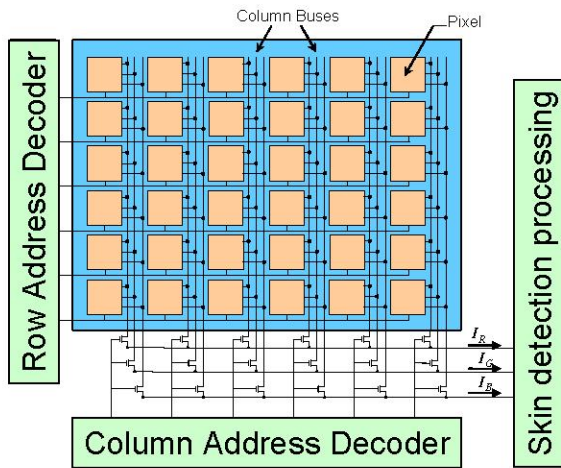 Column Buses
Pixel
Row Address Decoder
Skin detection processing
I_R
I_G
I_B
Column Address Decoder